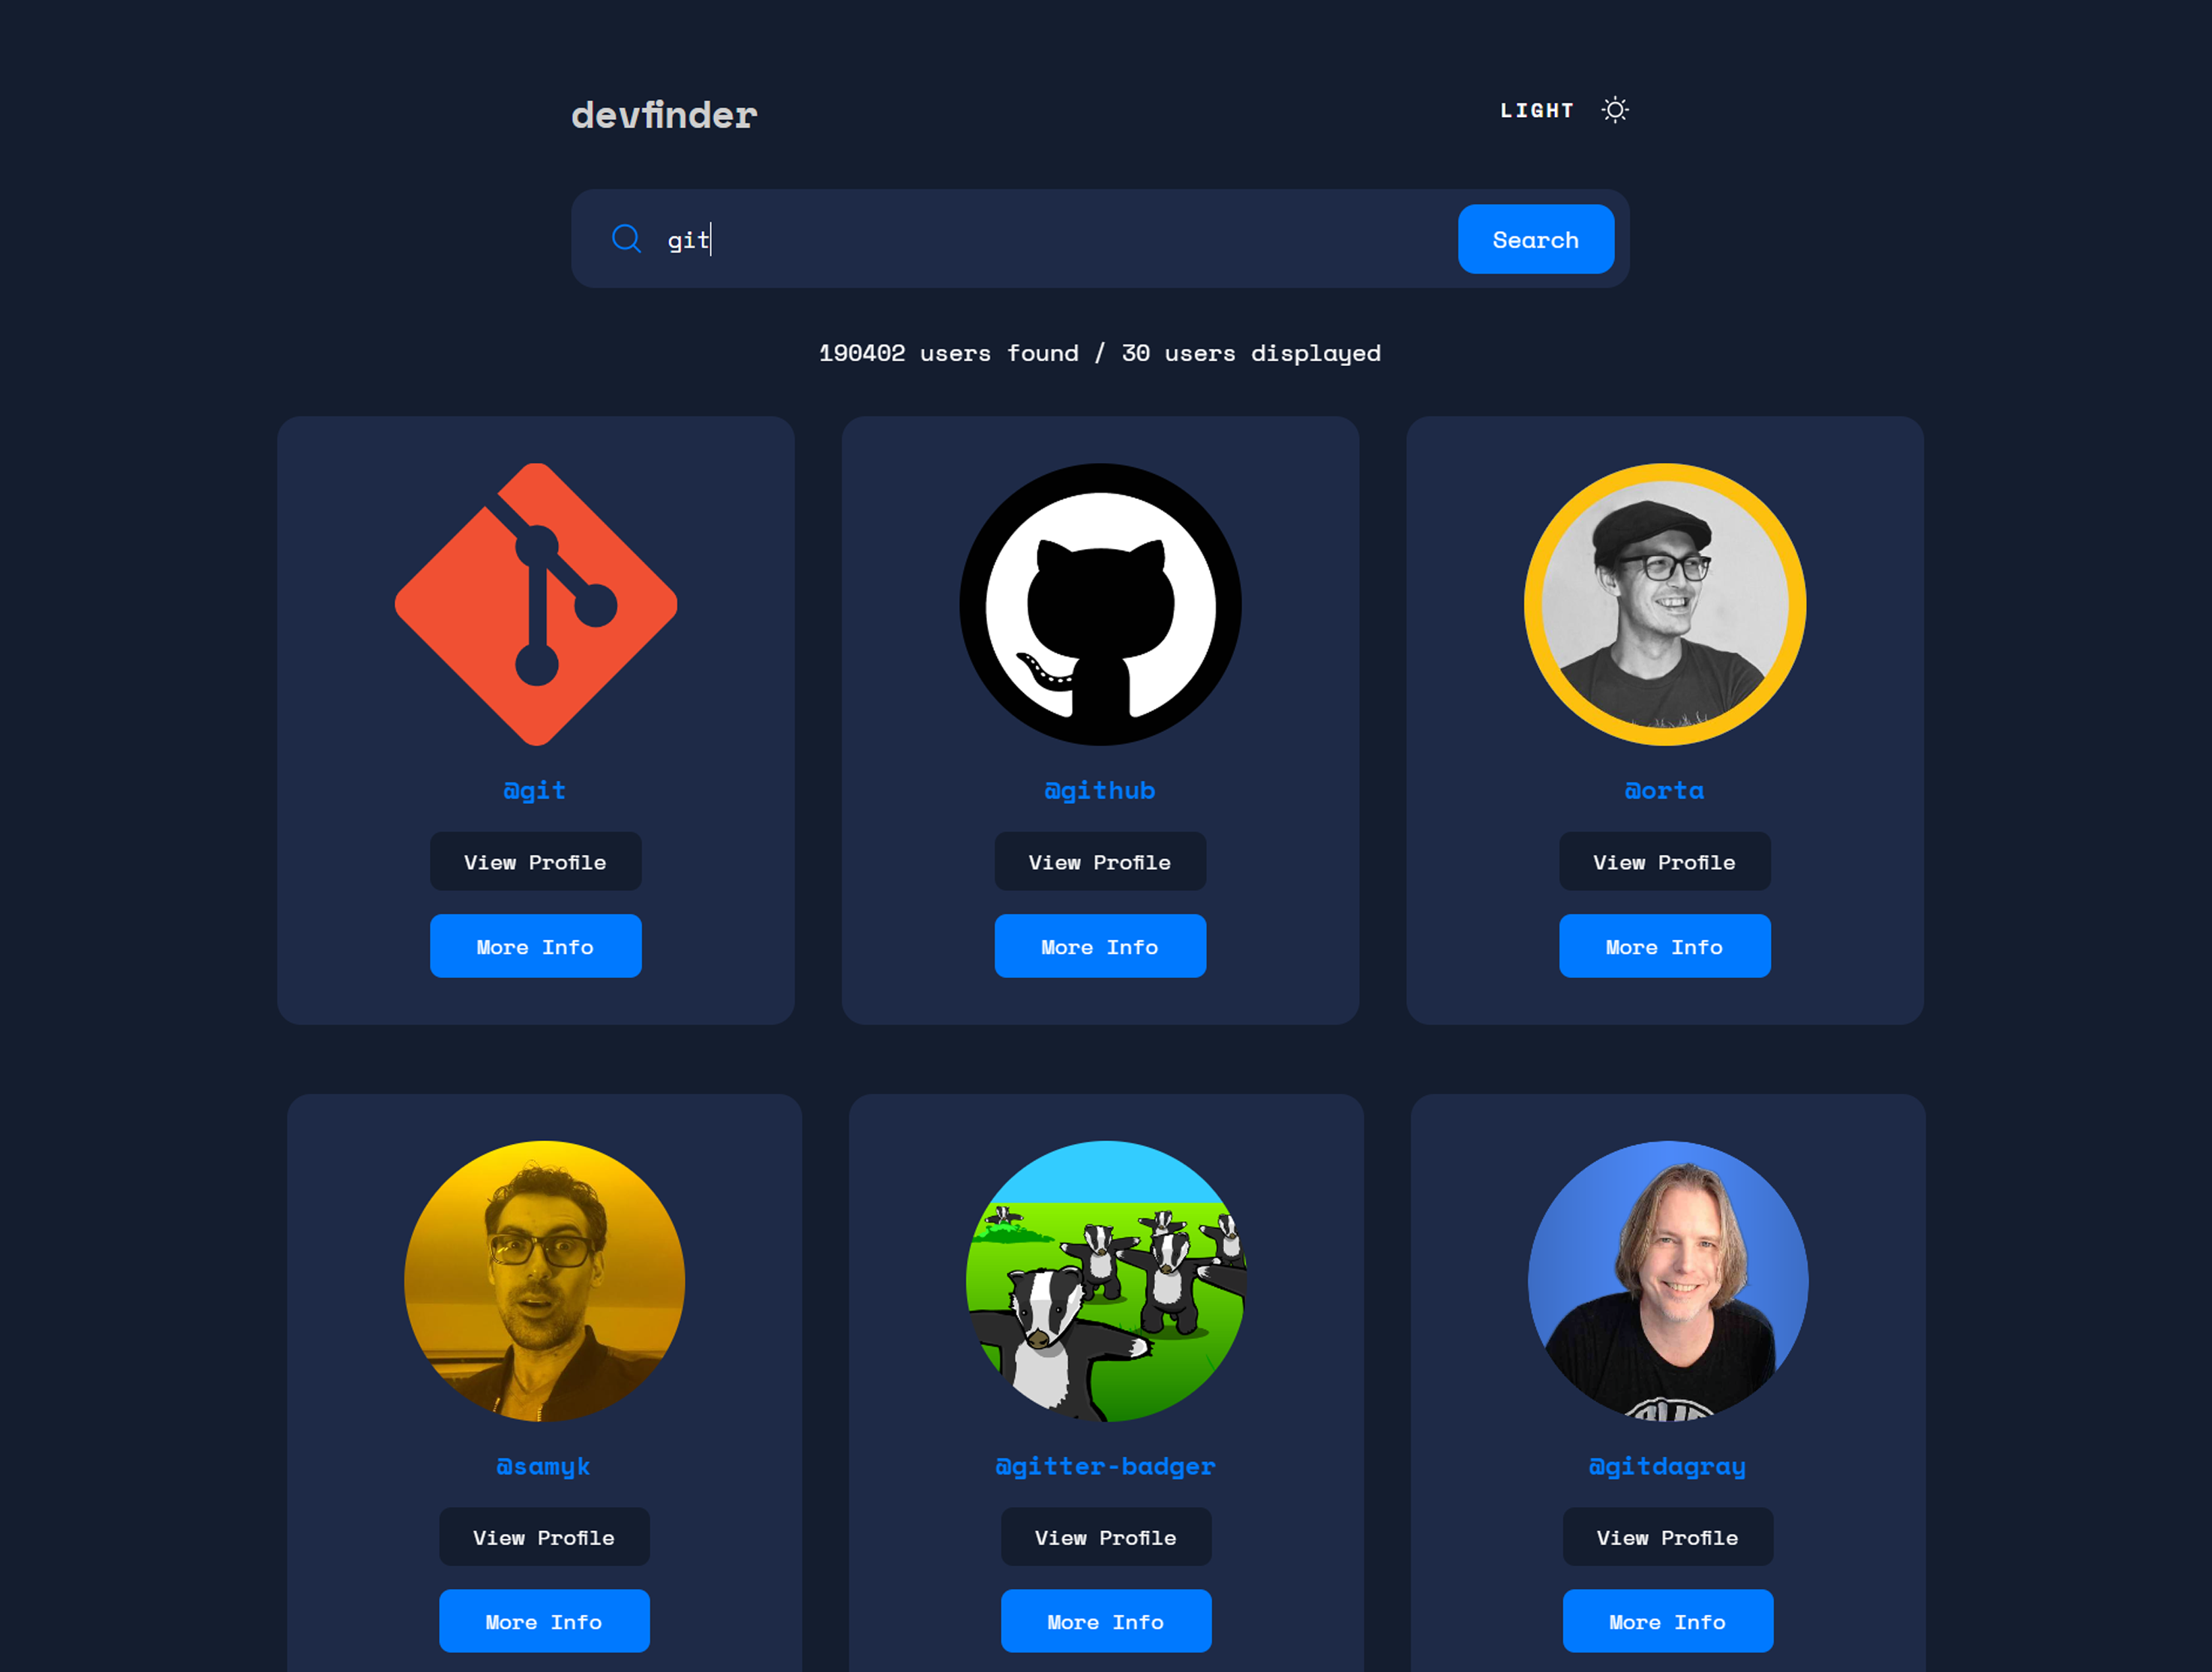 devfinder
LIGHT
git
Search
190402 users found / 30 users displayed
@git
@github
@orta
View Profile
View Profile
View Profile
More Info
More Info
More Info
@samyk
@gitter-badger
@gitdagray
View Profile
View Profile
View Profile
More Info
More Info
More Info